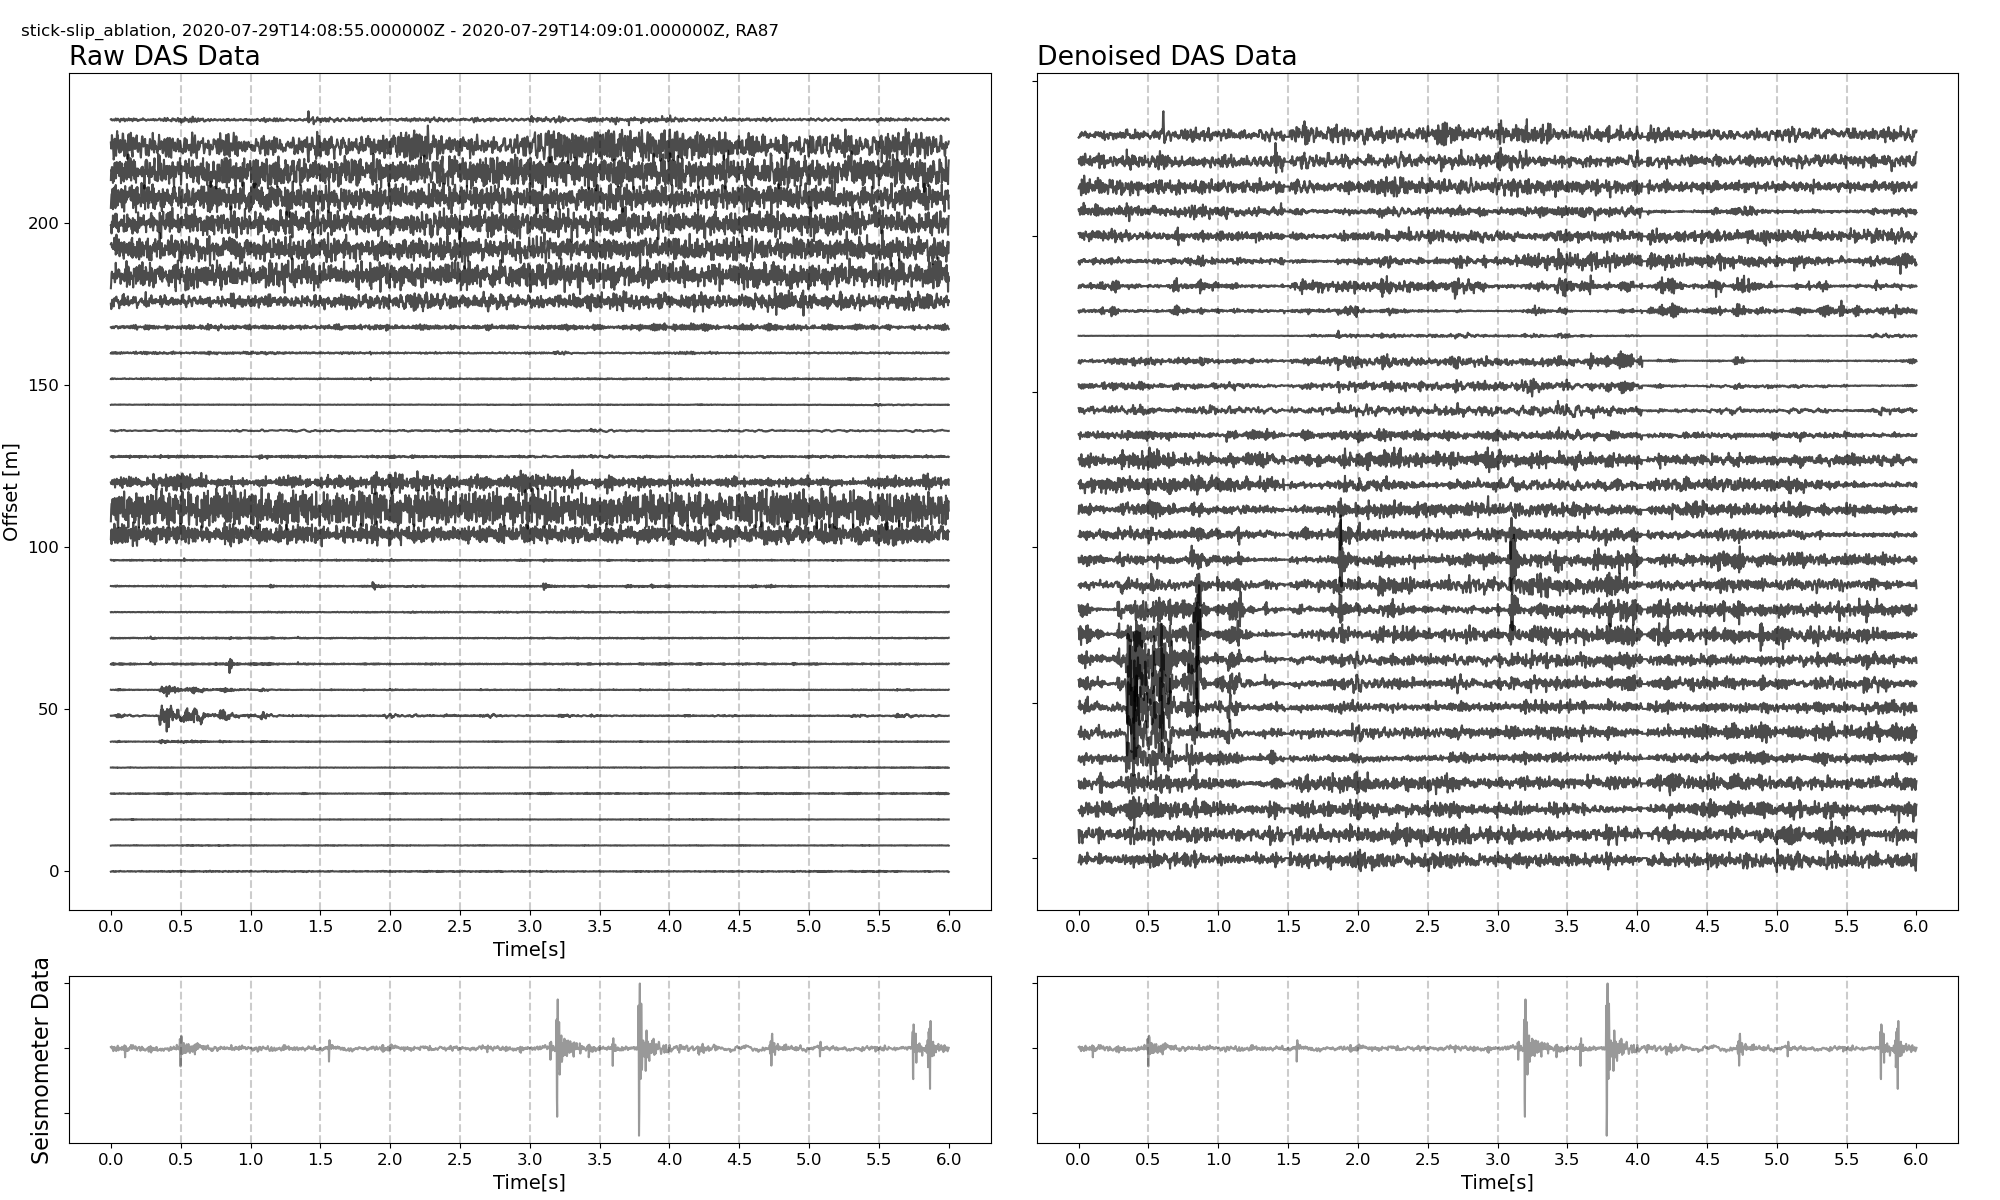 stick-slip_ablation, 2020-07-29T14:08:55.000000Z - 2020-07-29T14:09:01.000000Z, RA87
Raw DAS Data
Denoised DAS Data
Offset [m]
200
150
100
50
0
0.0 0.5 1.0 1.5 2.0 2.5 3.0 3.5 4.0 4.5 5.0 5.5 6.0
Time[s]
0.0 0.5 1.0 1.5 2.0 2.5 3.0 3.5 4.0 4.5 5.0 5.5 6.0
Seismometer Data
0.0 0.5 1.0 1.5 2.0 2.5 3.0 3.5 4.0 4.5 5.0 5.5 6.0
Time[s]
0.0 0.5 1.0 1.5 2.0 2.5 3.0 3.5 4.0 4.5 5.0 5.5 6.0
Time[s]